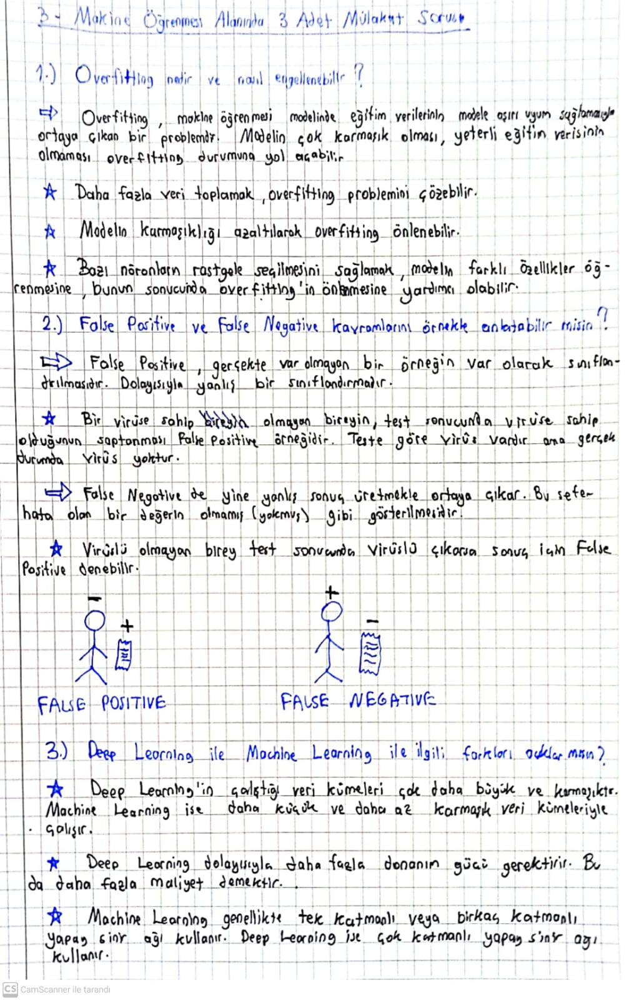 3- Makine Öğrenmesi Alanında 3 Adet Mülakat Sorusu
1.) Overfitting nedir ve nasıl engellenebilir?
⇨ Overfitting, makine öğrenmesi modelinde eğitim verilerinin modele aşırı uyum sağlamasıyla
ortaya çıkan bir problemdir. Modelin çok karmaşık olması, yeterli eğitim verisinin
olmaması overfitting durumuna yol açabilir
☆ Daha fazla veri toplamak, overfitting problemini çözebilir.
☆ Modelin karmaşıklığı azaltılarak overfitting önlenebilir.
☆ Bazı nöronların rastgele seçilmesini sağlamak, modelin farklı özellikler öğ-
renmesine, bunun sonucunda overfitting'in önlenmesine yardımcı olabilir.
2.) False Positive ve False Negative kavramlarını örnekle anlatabilir misin?
⇨ False Positive, gerçekte var olmayan bir örneğin var olarak sınıflan-
dırılmasıdır. Dolayısıyla yanlış bir sınıflandırmadır.
☆ Bir virüse sahip olmayan bireyin, test sonucunda virüse sahip
olduğunun saptanması False Positive örneğidir. Teste göre virüs vardır ama gerçek
durumda virüs yoktur.
⇨ False Negative de yine yanlış sonuç üretmekle ortaya çıkar. Bu sefer
hata olan bir değerin olmamış (yokmuş) gibi gösterilmesidir.
☆ Virüslü olmayan birey test sonucunda virüslü çıkarsa sonuç için False
Positive denebilir.
- +
+ -
FALSE POSITIVE FALSE NEGATIVE
3.) Deep Learning ile Machine Learning ile ilgili farkları açıklar mısın?
☆ Deep Learning'in çalıştığı veri kümeleri çok daha büyük ve karmaşıktır.
Machine Learning ise daha küçük ve daha az karmaşık veri kümeleriyle
çalışır.
☆ Deep Learning dolayısıyla daha fazla donanım gücü gerektirir. Bu
da daha fazla maliyet demektir.
☆ Machine Learning genellikte tek katmanlı veya birkaç katmanlı
yapay sinir ağı kullanır. Deep Learning ise çok katmanlı yapay sinir ağı
kullanır.
CS CamScanner ile tarandı